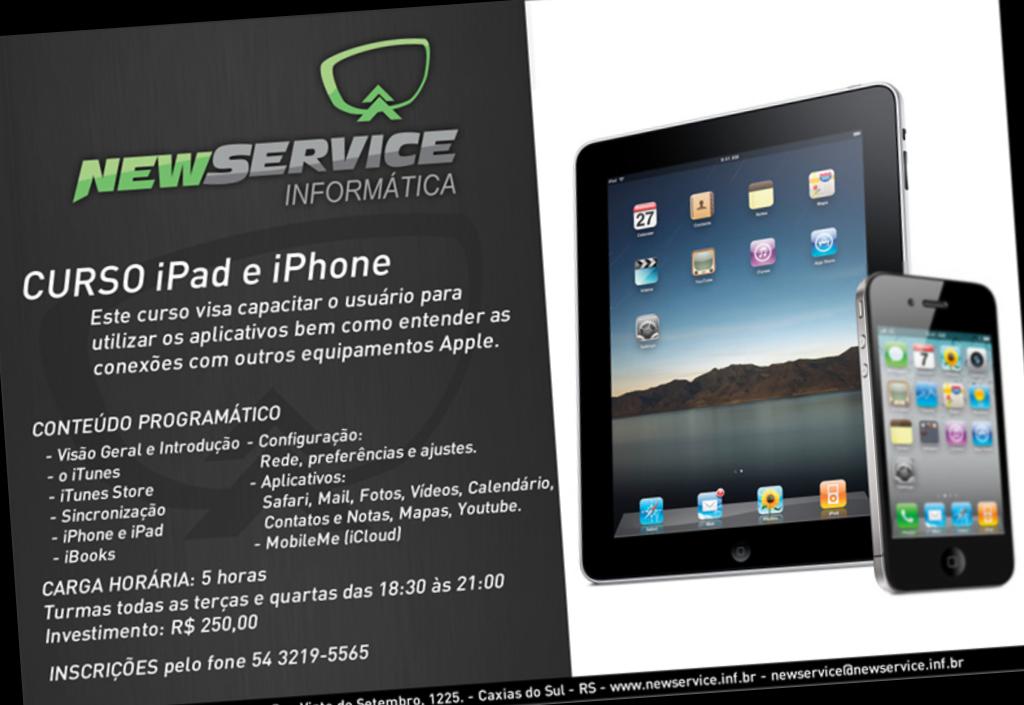 NEWSERVICE
INFORMÁTICA
CURSO iPad e iPhone
Este curso visa capacitar o usuário para
utilizar os aplicativos bem como entender as
conexões com outros equipamentos Apple.
CONTEÚDO PROGRAMÁTICO
- Visão Geral e Introdução
- o iTunes
- iTunes Store
- Sincronização
- iPhone e iPad
- iBooks
- Configuração:
Rede, preferências e ajustes.
- Aplicativos:
Safari, Mail, Fotos, Vídeos, Calendário,
Contatos e Notas, Mapas, Youtube.
- MobileMe (iCloud)
CARGA HORÁRIA: 5 horas
Turmas todas as terças e quartas das 18:30 às 21:00
Investimento: R$ 250,00
INSCRIÇÕES pelo fone 54 3219-5565
de Setembro, 1225. - Caxias do Sul - RS - www.newservice.inf.br - newservice@newservice.inf.br
27
7